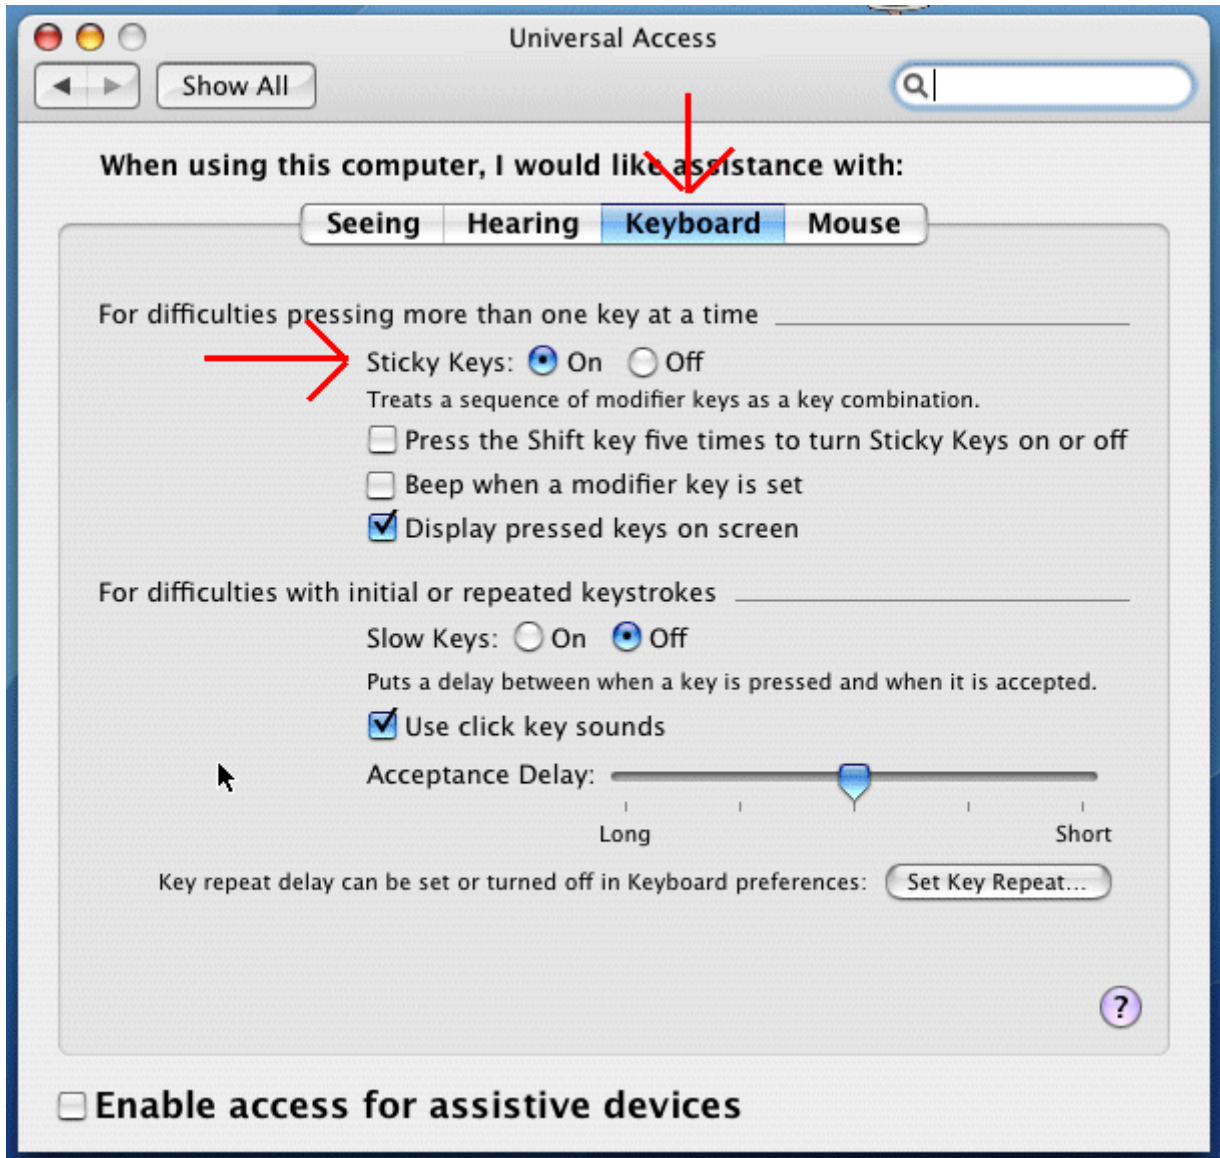 Universal Access
Show All
When using this computer, I would like assistance with:
Seeing Hearing Keyboard Mouse
For difficulties pressing more than one key at a time
Sticky Keys: On Off
Treats a sequence of modifier keys as a key combination.
Press the Shift key five times to turn Sticky Keys on or off
Beep when a modifier key is set
Display pressed keys on screen
For difficulties with initial or repeated keystrokes
Slow Keys: On Off
Puts a delay between when a key is pressed and when it is accepted.
Use click key sounds
Acceptance Delay:
Long Short
Key repeat delay can be set or turned off in Keyboard preferences: Set Key Repeat...
?
Enable access for assistive devices